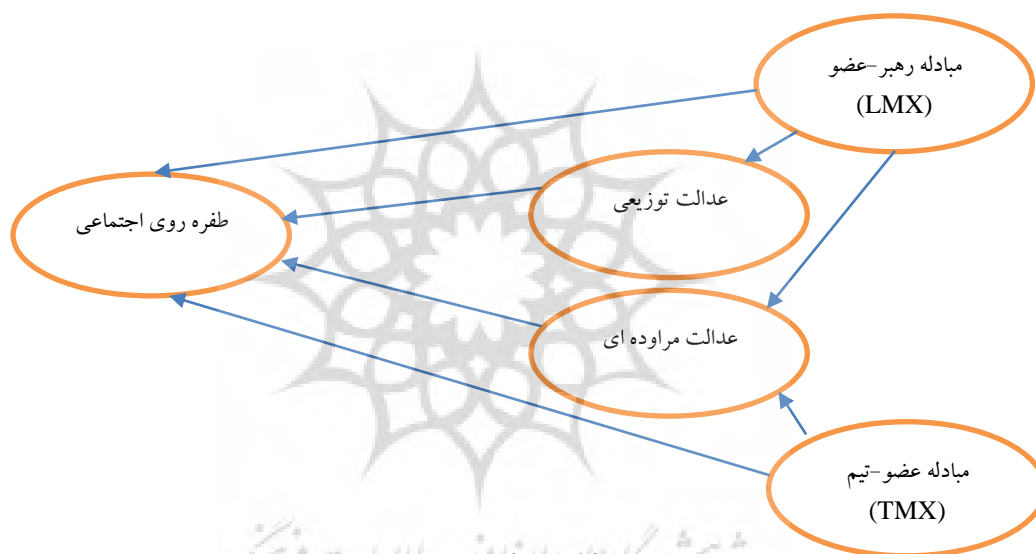 مبادله رهبر-عضو
(LMX)
عدالت توزیعی
طفره روی اجتماعی
عدالت مراوده ای
مبادله عضو-تیم
(TMX)